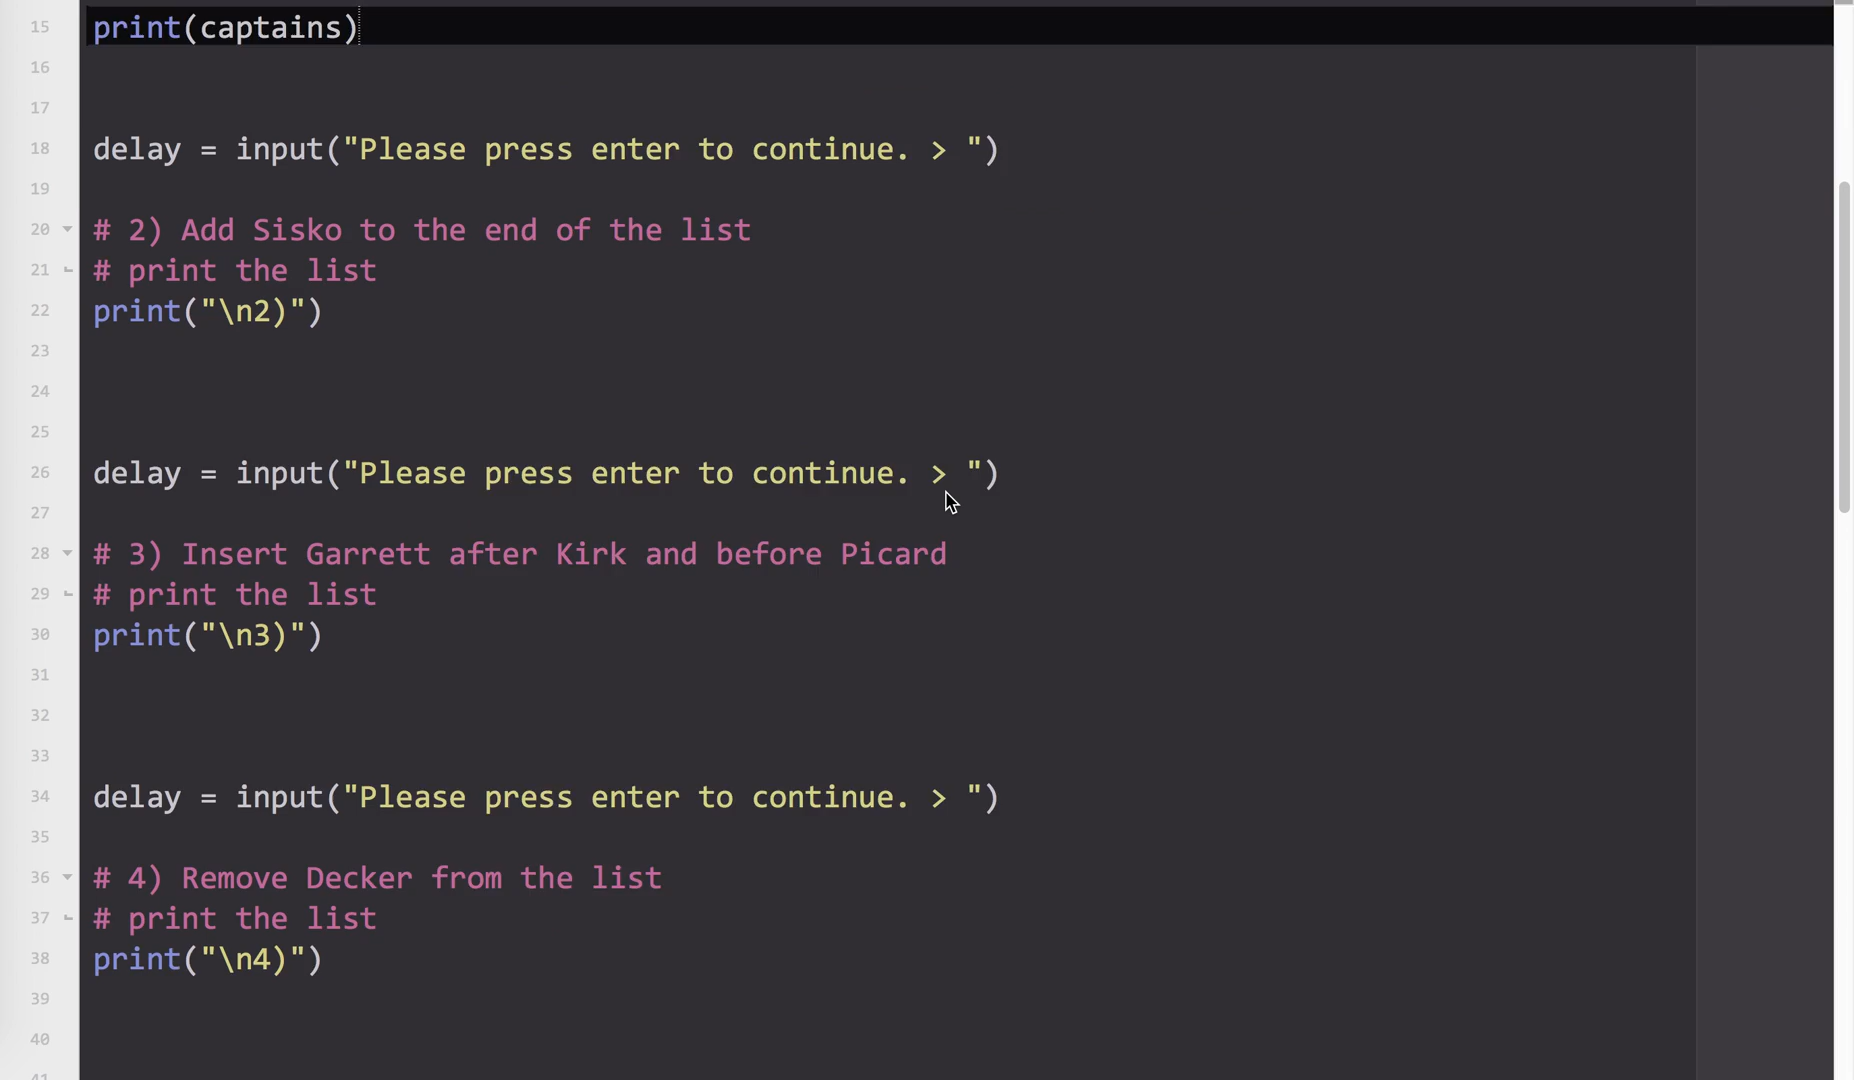 15 print(captains)
16
17
18 delay = input("Please press enter to continue. > ")
19
20 # 2) Add Sisko to the end of the list
21 # print the list
22 print("\n2)")
23
24
25
26 delay = input("Please press enter to continue. > ")
27
28 # 3) Insert Garrett after Kirk and before Picard
29 # print the list
30 print("\n3)")
31
32
33
34 delay = input("Please press enter to continue. > ")
35
36 # 4) Remove Decker from the list
37 # print the list
38 print("\n4)")
39
40
41